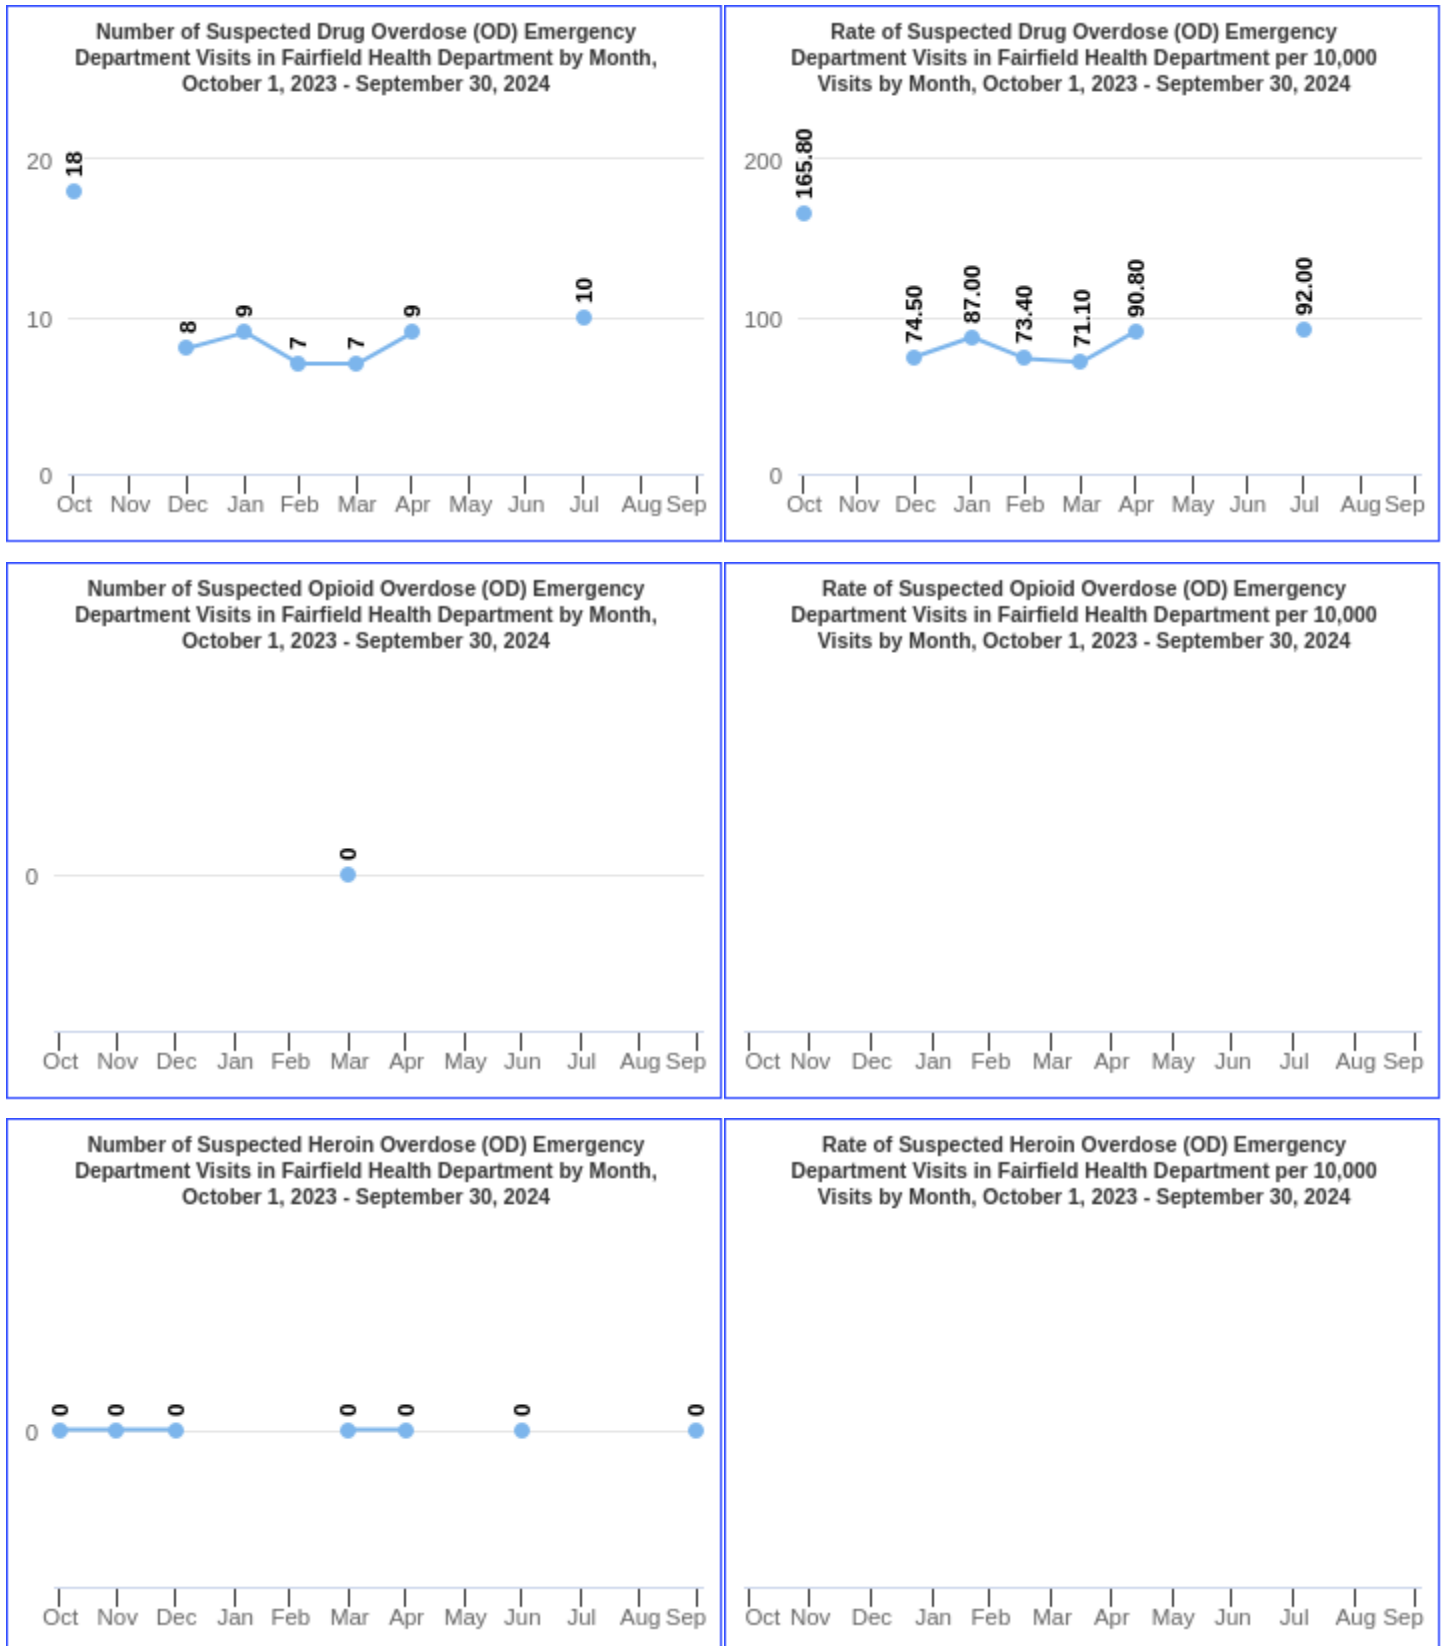 Number of Suspected Drug Overdose (OD) Emergency
Department Visits in Fairfield Health Department by Month,
October 1, 2023 - September 30, 2024
20
10
0
18
8
9
7
7
9
10
Oct Nov Dec Jan Feb Mar Apr May Jun Jul Aug Sep
Rate of Suspected Drug Overdose (OD) Emergency
Department Visits in Fairfield Health Department per 10,000
Visits by Month, October 1, 2023 - September 30, 2024
200
100
0
165.80
74.50
87.00
73.40
71.10
90.80
92.00
Oct Nov Dec Jan Feb Mar Apr May Jun Jul Aug Sep
Number of Suspected Opioid Overdose (OD) Emergency
Department Visits in Fairfield Health Department by Month,
October 1, 2023 - September 30, 2024
0
0
Oct Nov Dec Jan Feb Mar Apr May Jun Jul Aug Sep
Rate of Suspected Opioid Overdose (OD) Emergency
Department Visits in Fairfield Health Department per 10,000
Visits by Month, October 1, 2023 - September 30, 2024
Oct Nov Dec Jan Feb Mar Apr May Jun Jul Aug Sep
Number of Suspected Heroin Overdose (OD) Emergency
Department Visits in Fairfield Health Department by Month,
October 1, 2023 - September 30, 2024
0
0
0
0
0
0
0
0
Oct Nov Dec Jan Feb Mar Apr May Jun Jul Aug Sep
Rate of Suspected Heroin Overdose (OD) Emergency
Department Visits in Fairfield Health Department per 10,000
Visits by Month, October 1, 2023 - September 30, 2024
Oct Nov Dec Jan Feb Mar Apr May Jun Jul Aug Sep